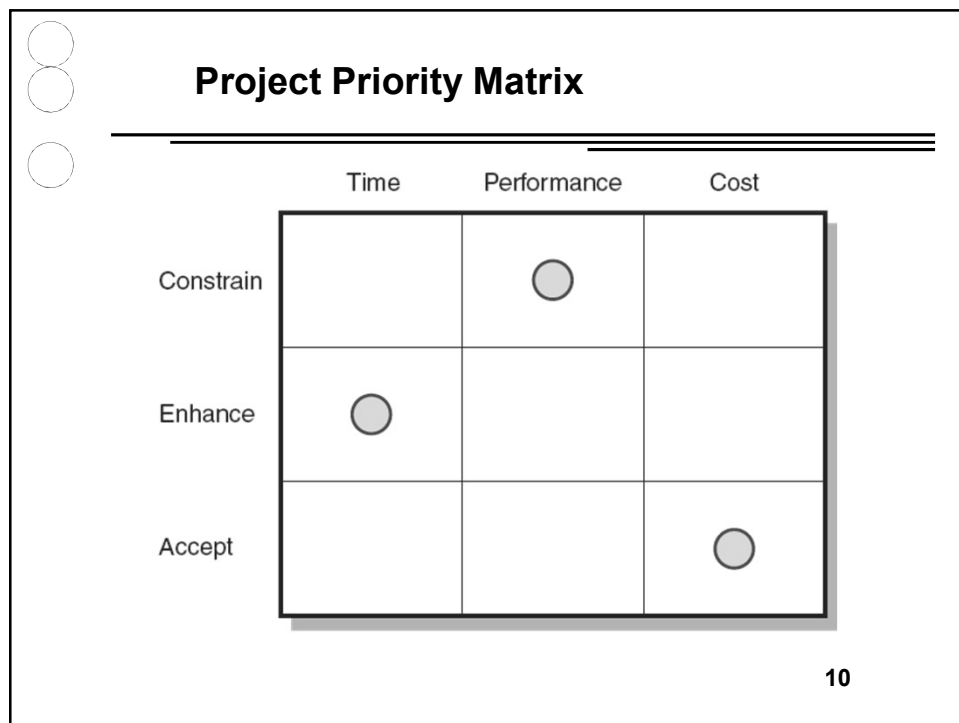 Project Priority Matrix
Time Performance Cost
Constrain
Enhance
Accept
10